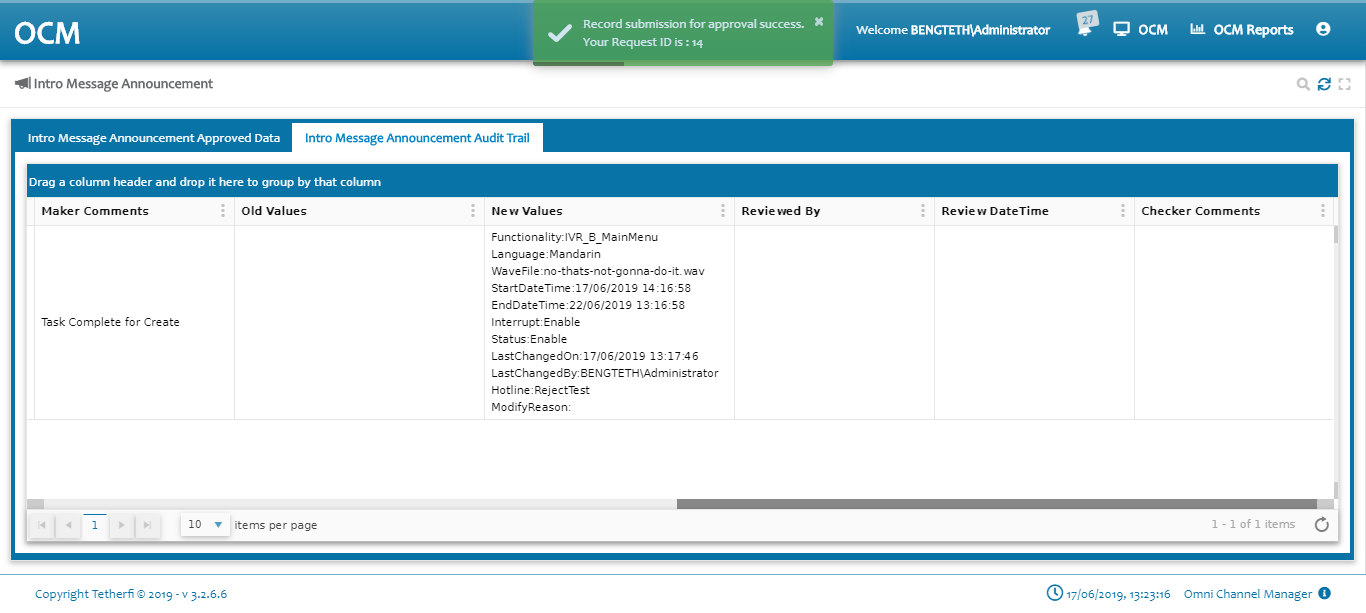 OCM
Record submission for approval success.
Your Request ID is : 14
Welcome BENGTETH\Administrator
27
OCM
OCM Reports
Intro Message Announcement
Intro Message Announcement Approved Data
Intro Message Announcement Audit Trail
Drag a column header and drop it here to group by that column
Maker Comments
Old Values
New Values
Reviewed By
Review DateTime
Checker Comments
Task Complete for Create
Functionality:IVR_B_MainMenu
Language:Mandarin
WaveFile:no-thats-not-gonna-do-it.wav
StartDateTime:17/06/2019 14:16:58
EndDateTime:22/06/2019 13:16:58
Interrupt:Enable
Status:Enable
LastChangedOn:17/06/2019 13:17:46
LastChangedBy:BENGTETH\Administrator
Hotline:RejectTest
ModifyReason:
1
10
items per page
1 - 1 of 1 items
Copyright Tetherfi © 2019 - v 3.2.6.6
17/06/2019, 13:23:16
Omni Channel Manager